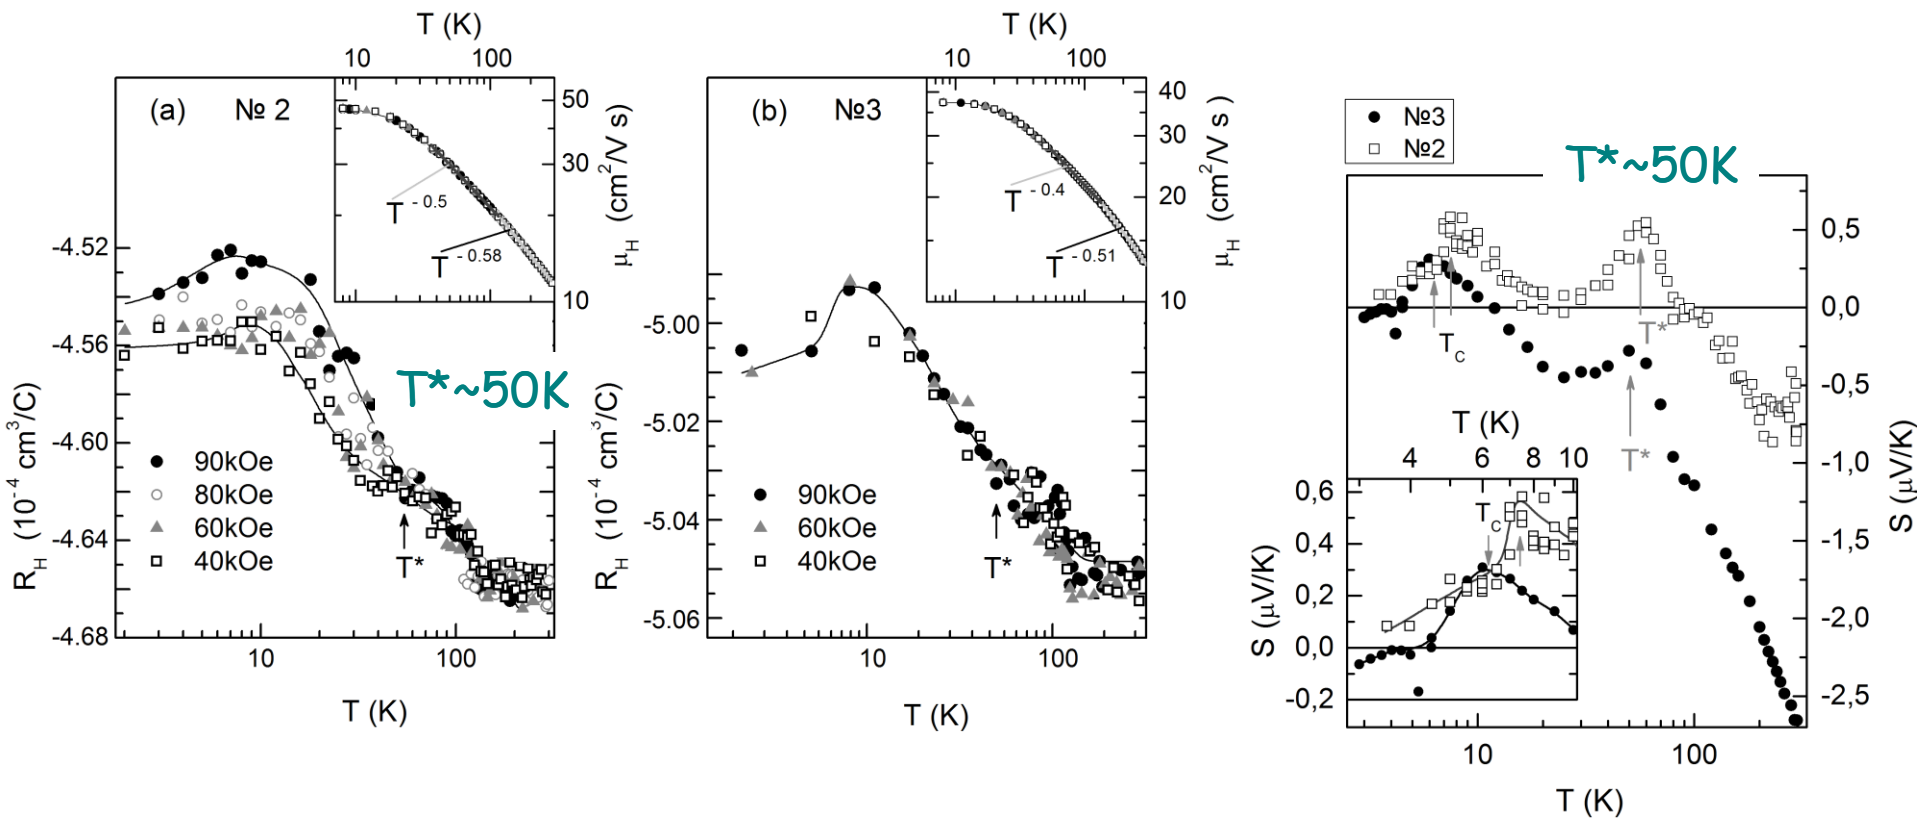 T (K)
10 100
(a) № 2
50
30
10
μH (cm²/V s)
T -0.5
T -0.58
-4.52
-4.56
-4.60
-4.64
-4.68
RH (10⁻⁴ cm³/C)
T*~50K
90kOe
80kOe
60kOe
40kOe
T*
10 100
T (K)
T (K)
10 100
(b) №3
40
30
20
10
μH (cm²/V s)
T -0.4
T -0.51
-5.00
-5.02
-5.04
-5.06
RH (10⁻⁴ cm³/C)
90kOe
60kOe
40kOe
T*
10 100
T (K)
№3
№2
T*~50K
0,5
0,0
-0,5
-1,0
-1,5
-2,0
-2,5
S (μV/K)
TC
T*
T*
T (K)
4 6 8 10
0,6
0,4
0,2
0,0
-0,2
S (μV/K)
TC
10 100
T (K)